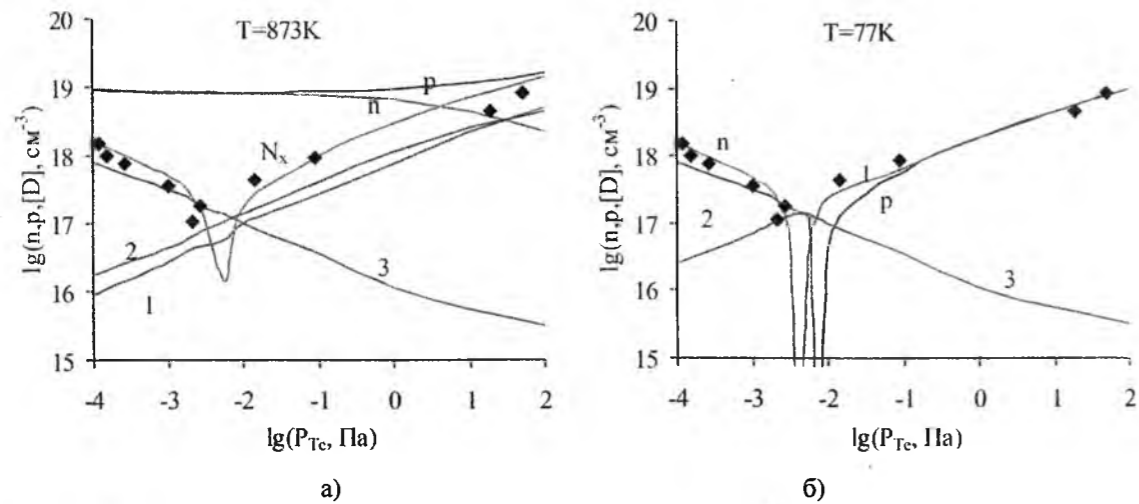 T=873K
lg(n,p,[D], см⁻³)
20
19
18
17
16
15
p
n
Nₓ
2
1
3
-4 -3 -2 -1 0 1 2
lg(P_Te, Па)
а)
T=77K
lg(n,p,[D], см⁻³)
20
19
18
17
16
15
n
1
p
2
3
-4 -3 -2 -1 0 1 2
lg(P_Te, Па)
б)